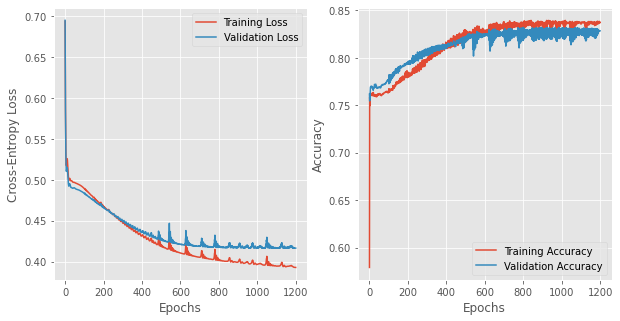 0.70
0.65
0.60
0.55
0.50
0.45
0.40
Cross-Entropy Loss
Training Loss
Validation Loss
0 200 400 600 800 1000 1200
Epochs
0.85
0.80
0.75
0.70
0.65
0.60
Accuracy
Training Accuracy
Validation Accuracy
0 200 400 600 800 1000 1200
Epochs